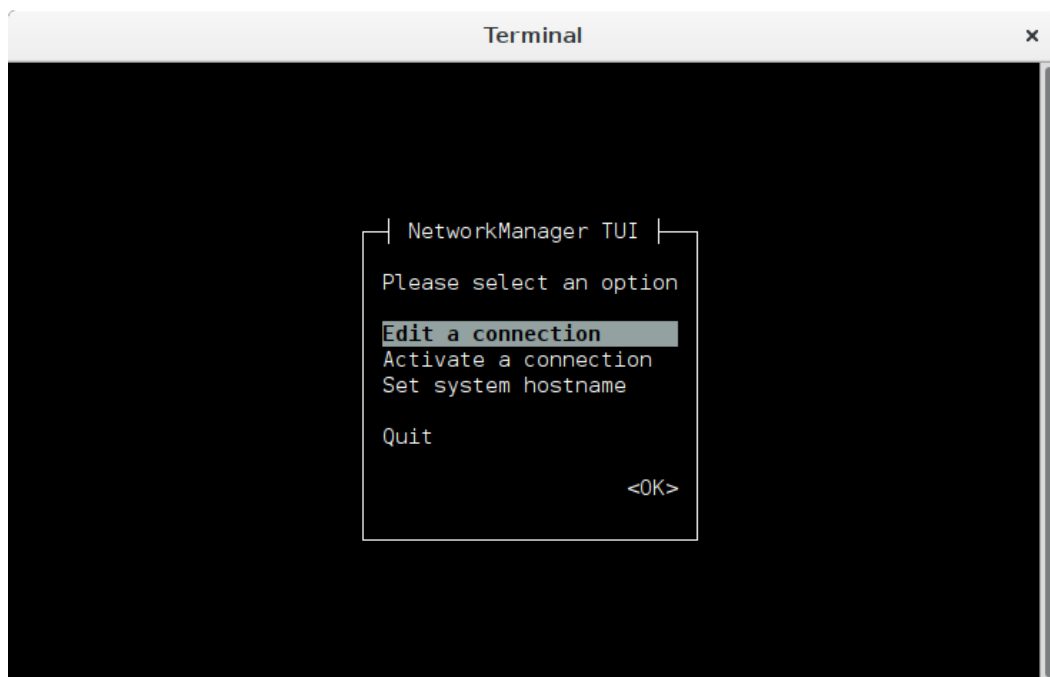 Terminal
NetworkManager TUI
Please select an option
Edit a connection
Activate a connection
Set system hostname
Quit
<OK>